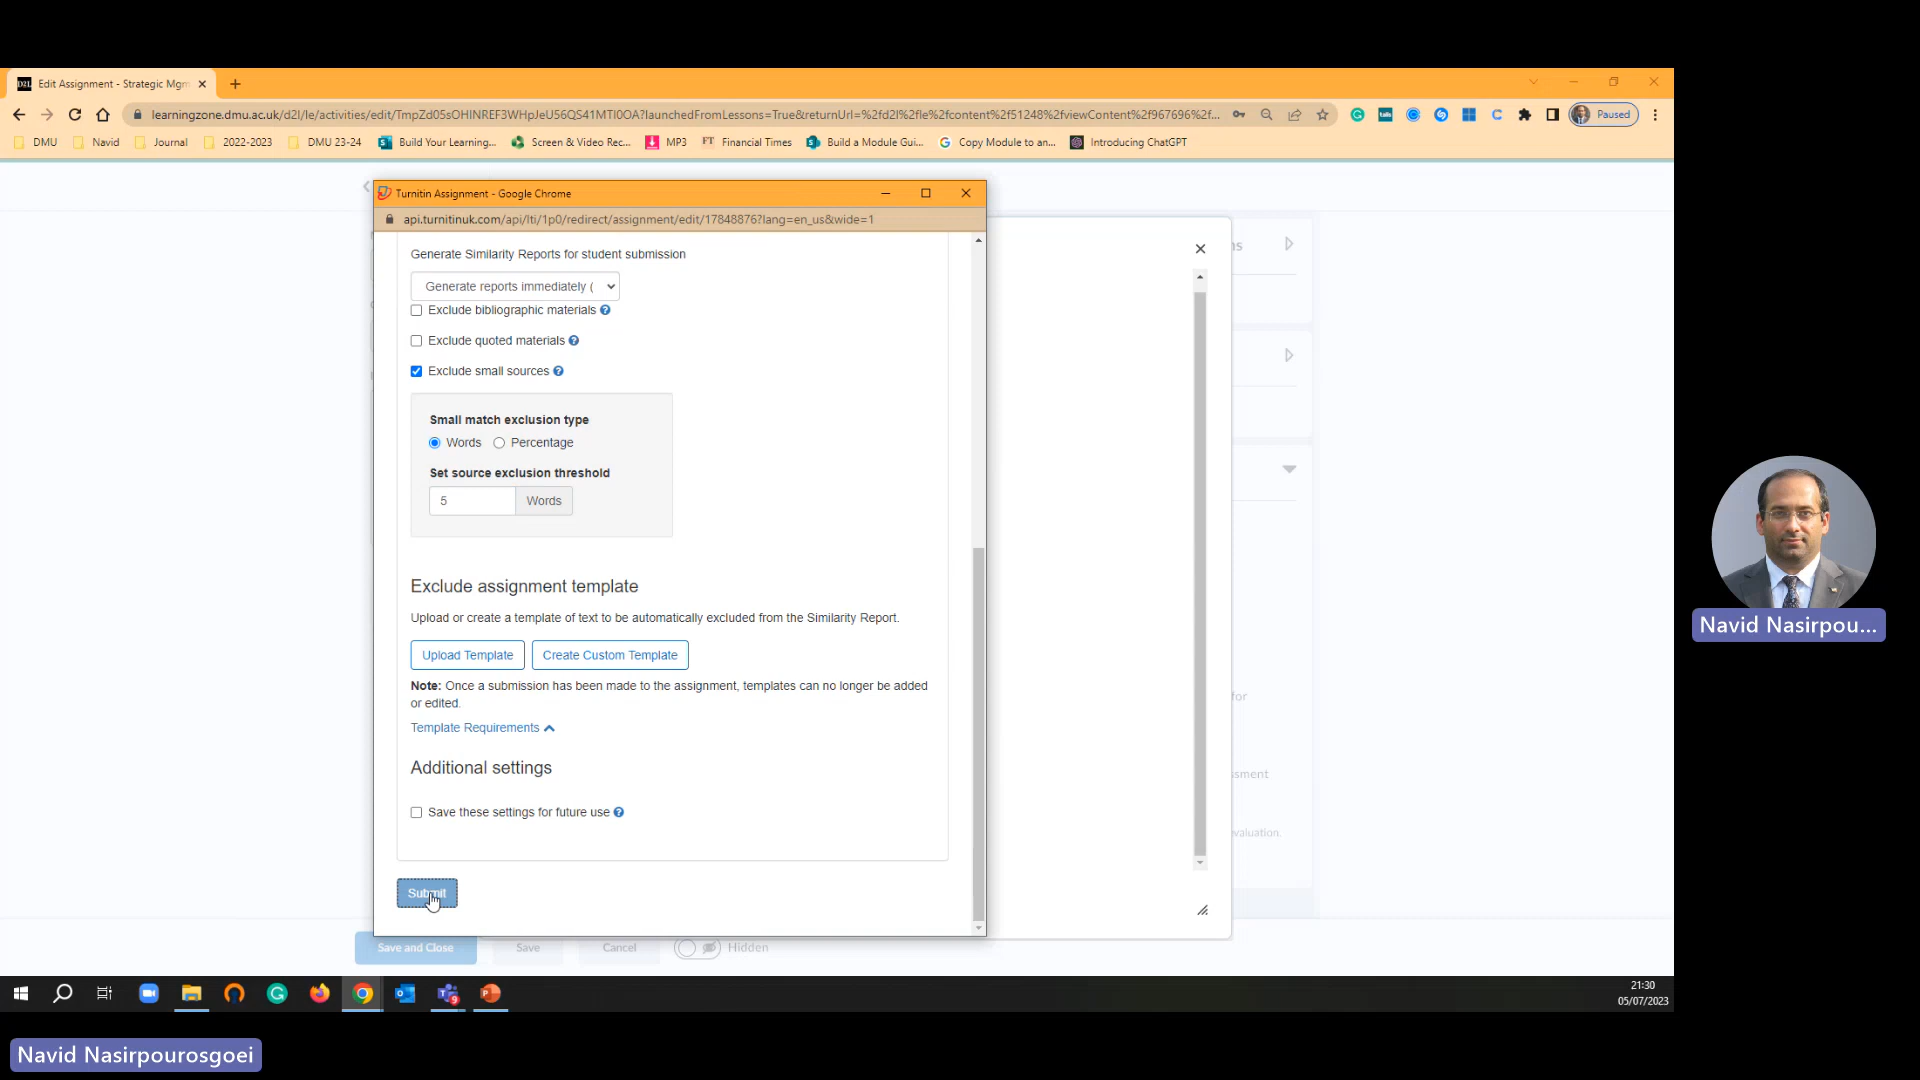 Edit Assignment - Strategic Mgm
learningzone.dmu.ac.uk/d2l/le/activities/edit/TmpZd05sOHlNREF3WHpJeU56QS41MTI0OA?launchedFromLessons=True&returnUrl=%2fd2l%2fle%2fcontent%2f51248%2fviewContent%2f967696%2f...
Paused
DMU
Navid
Journal
2022-2023
DMU 23-24
Build Your Learning...
Screen & Video Rec...
MP3
FT Financial Times
Build a Module Gui...
Copy Module to an...
Introducing ChatGPT
Turnitin Assignment - Google Chrome
api.turnitinuk.com/api/lti/1p0/redirect/assignment/edit/17848876?lang=en_us&wide=1
Generate Similarity Reports for student submission
Generate reports immediately (
Exclude bibliographic materials
Exclude quoted materials
Exclude small sources
Small match exclusion type
Words
Percentage
Set source exclusion threshold
5 Words
Exclude assignment template
Upload or create a template of text to be automatically excluded from the Similarity Report.
Upload Template
Create Custom Template
Note: Once a submission has been made to the assignment, templates can no longer be added
or edited.
Template Requirements
Additional settings
Save these settings for future use
Submit
for
Save and Close
Save
Cancel
Hidden
21:30
05/07/2023
9
Navid Nasirpou...
Navid Nasirpourosgoei